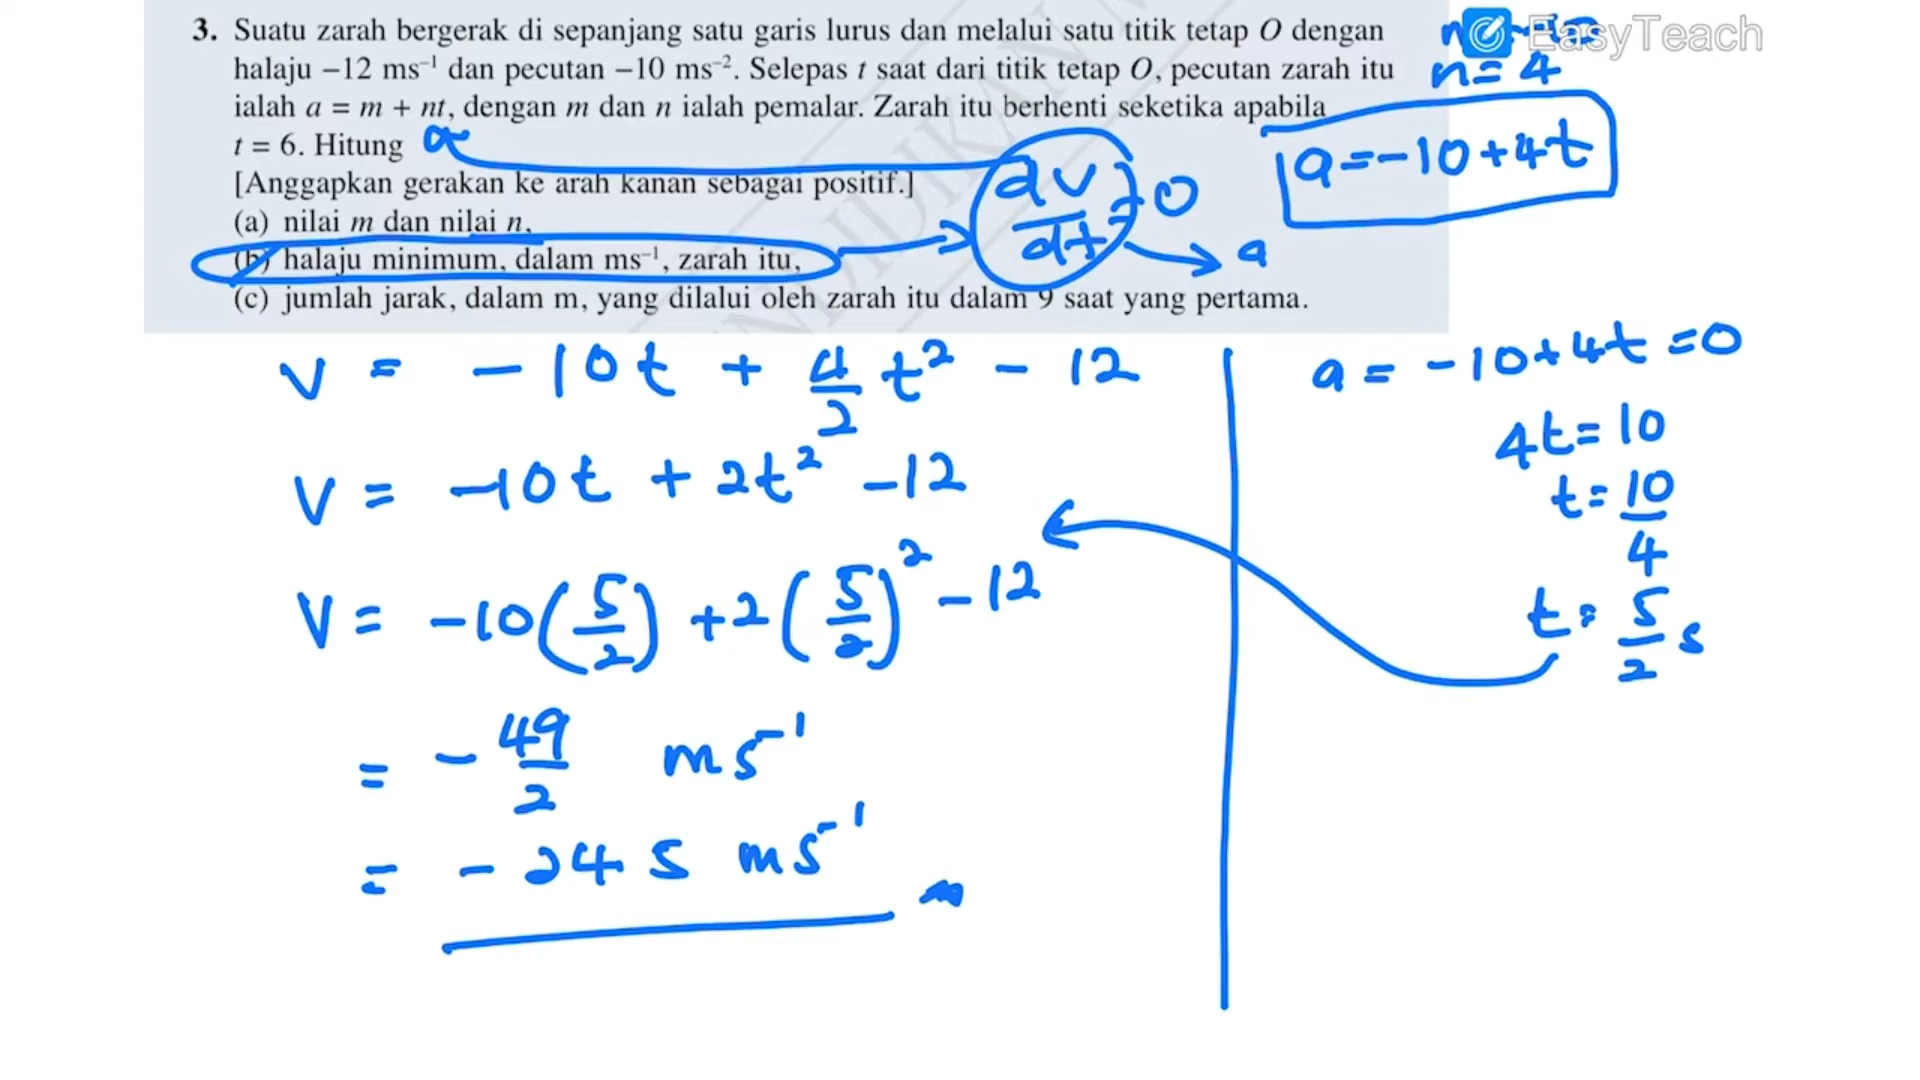 3. Suatu zarah bergerak di sepanjang satu garis lurus dan melalui satu titik tetap O dengan
halaju −12 ms⁻¹ dan pecutan −10 ms⁻². Selepas t saat dari titik tetap O, pecutan zarah itu
ialah a = m + nt, dengan m dan n ialah pemalar. Zarah itu berhenti seketika apabila
t = 6. Hitung
[Anggapkan gerakan ke arah kanan sebagai positif.]
(a) nilai m dan nilai n,
(b) halaju minimum, dalam ms⁻¹, zarah itu,
(c) jumlah jarak, dalam m, yang dilalui oleh zarah itu dalam 9 saat yang pertama.
EasyTeach
n = 4
a = -10 + 4t
a
dv/dt = 0
a
v = -10t + 4/2 t² - 12
v = -10t + 2t² - 12
v = -10(5/2) + 2(5/2)² - 12
= - 49/2 ms⁻¹
= - 24 5 ms⁻¹
a = -10 + 4t = 0
4t = 10
t = 10/4
t = 5/2 s